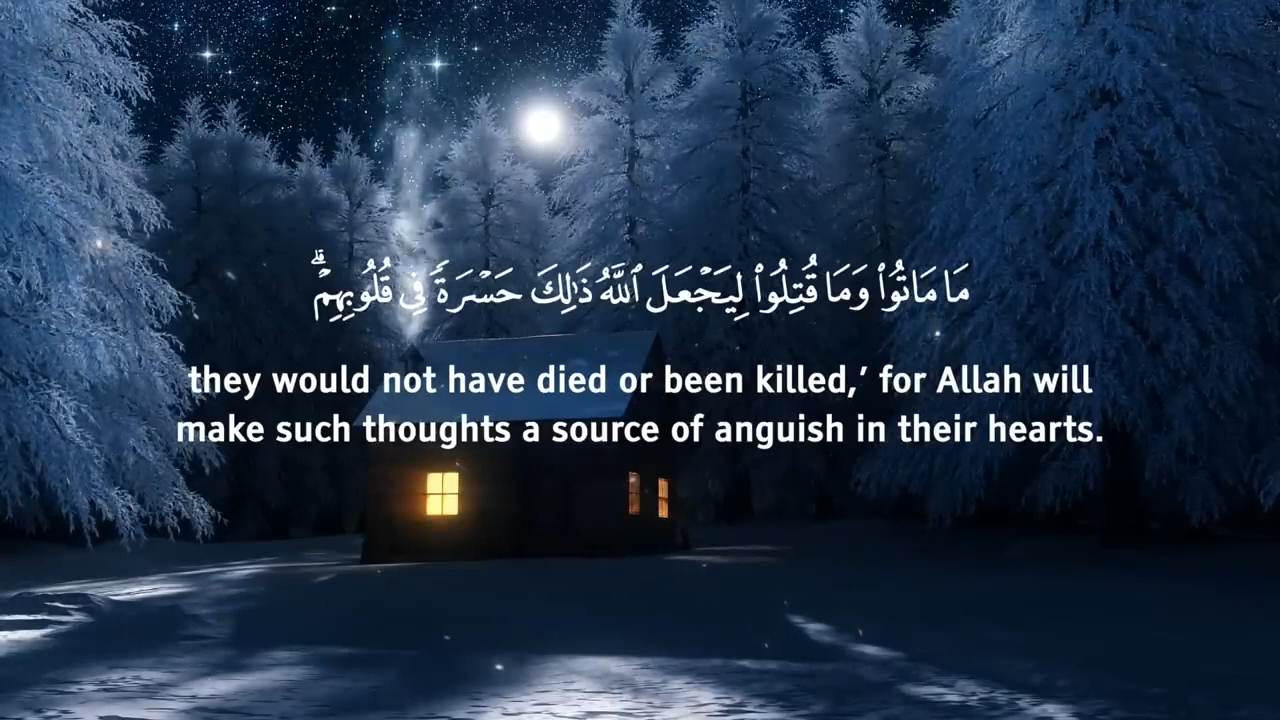 مَا مَاتُوا۟ وَمَا قُتِلُوا۟ لِيَجْعَلَ ٱللَّهُ ذَٰلِكَ حَسْرَةًۭ فِى قُلُوبِهِمْ ۗ
they would not have died or been killed,’ for Allah will
make such thoughts a source of anguish in their hearts.